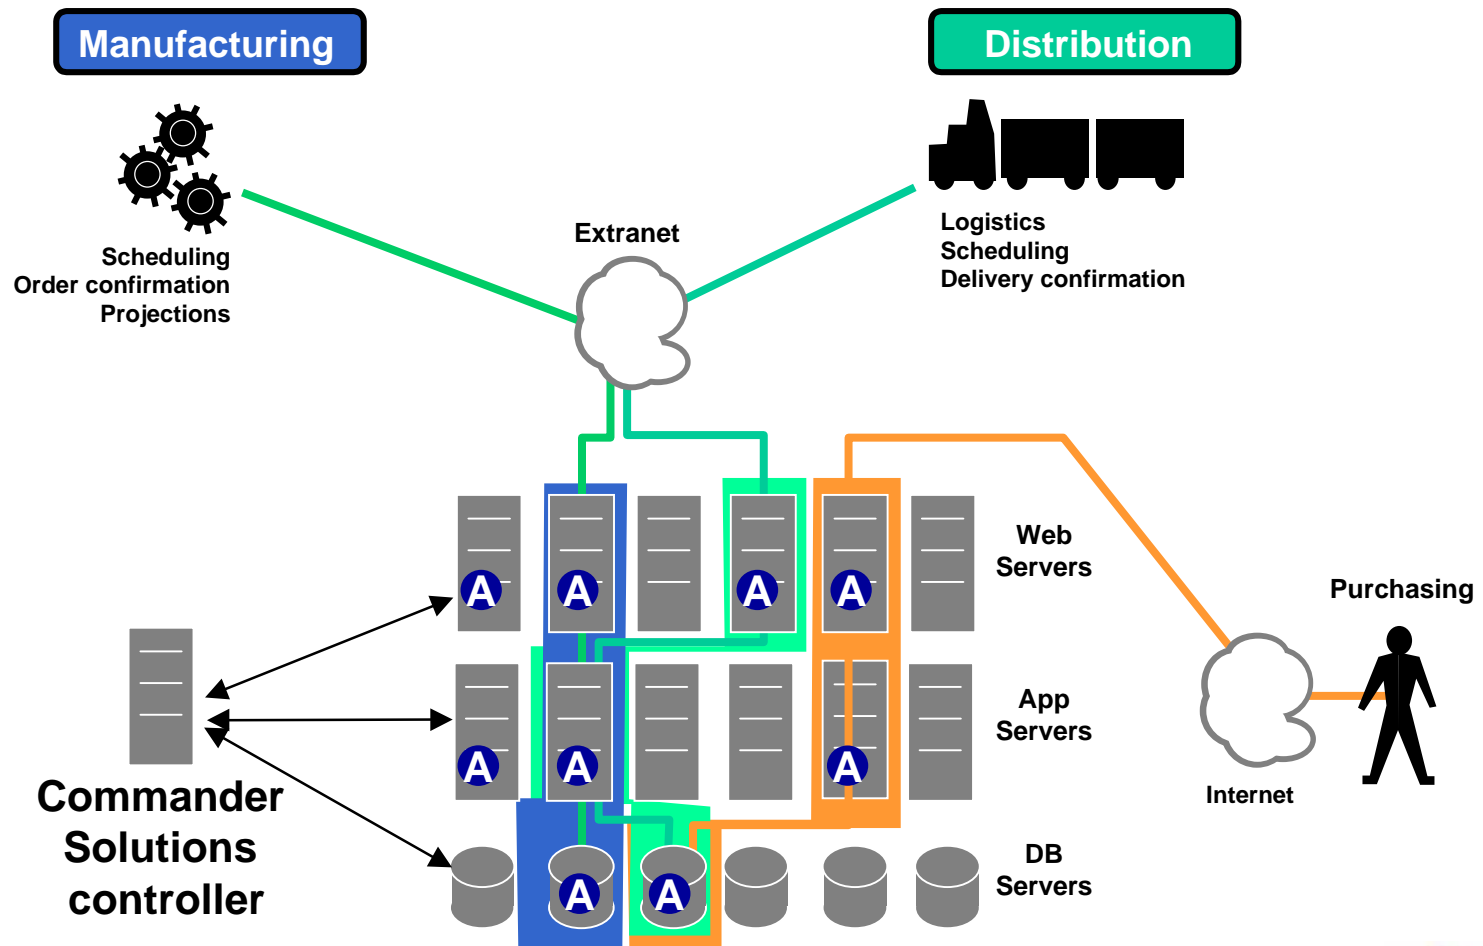 Manufacturing
Distribution
Scheduling
Order confirmation
Projections
Extranet
Logistics
Scheduling
Delivery confirmation
A
A
A
A
Web
Servers
Purchasing
A
A
A
App
Servers
Internet
Commander
Solutions
controller
A
A
DB
Servers